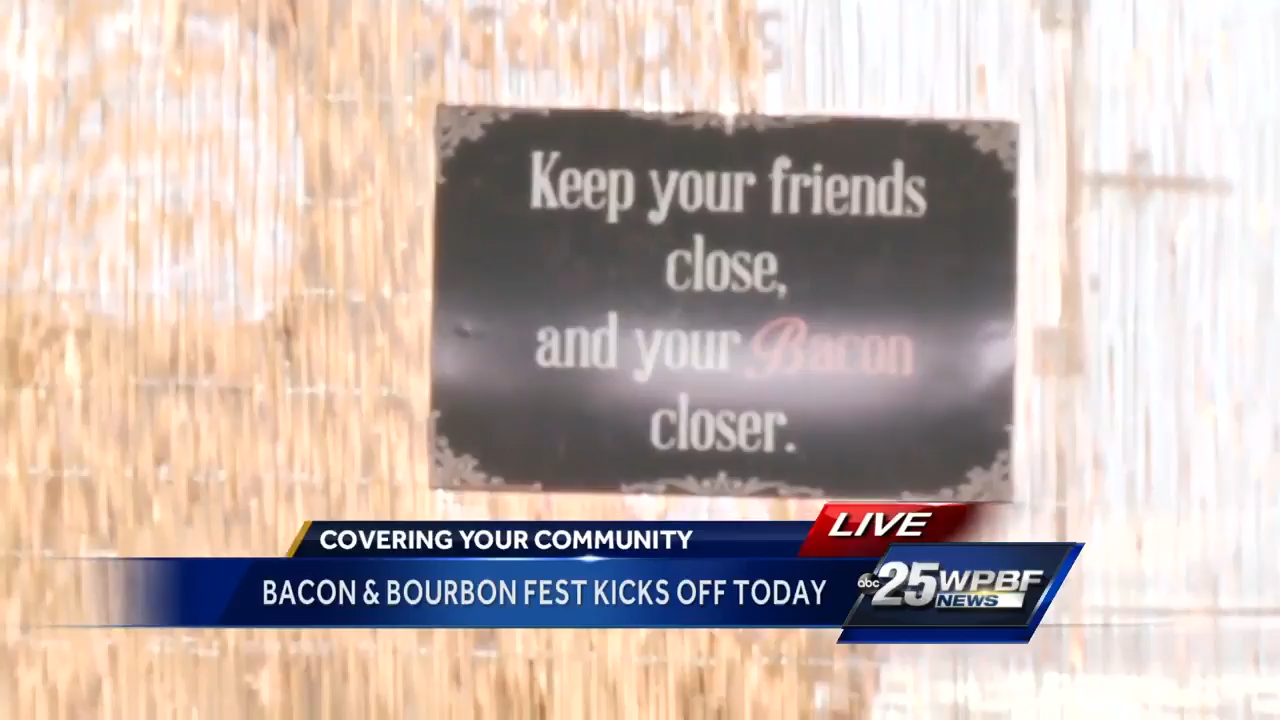 Keep your friends
close,
and your Bacon
closer.
COVERING YOUR COMMUNITY
LIVE
BACON & BOURBON FEST KICKS OFF TODAY
abc 25 WPBF
NEWS